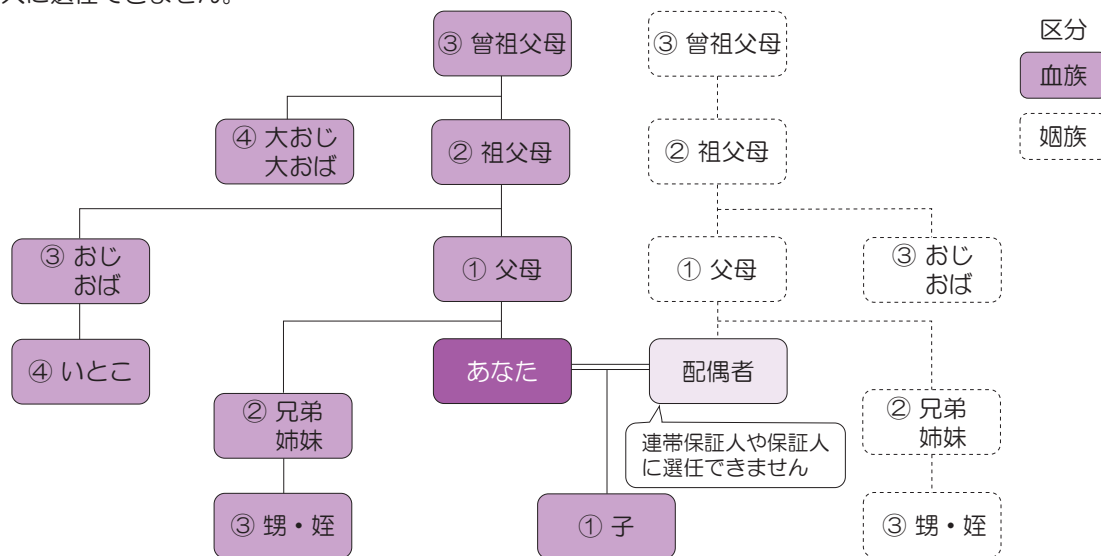 人に選任できません。
③ 曾祖父母
③ 曾祖父母
区分
血族
姻族
④ 大おじ
大おば
② 祖父母
② 祖父母
③ おじ
おば
① 父母
① 父母
③ おじ
おば
④ いとこ
あなた
配偶者
② 兄弟
姉妹
② 兄弟
姉妹
連帯保証人や保証人
に選任できません
③ 甥・姪
① 子
③ 甥・姪